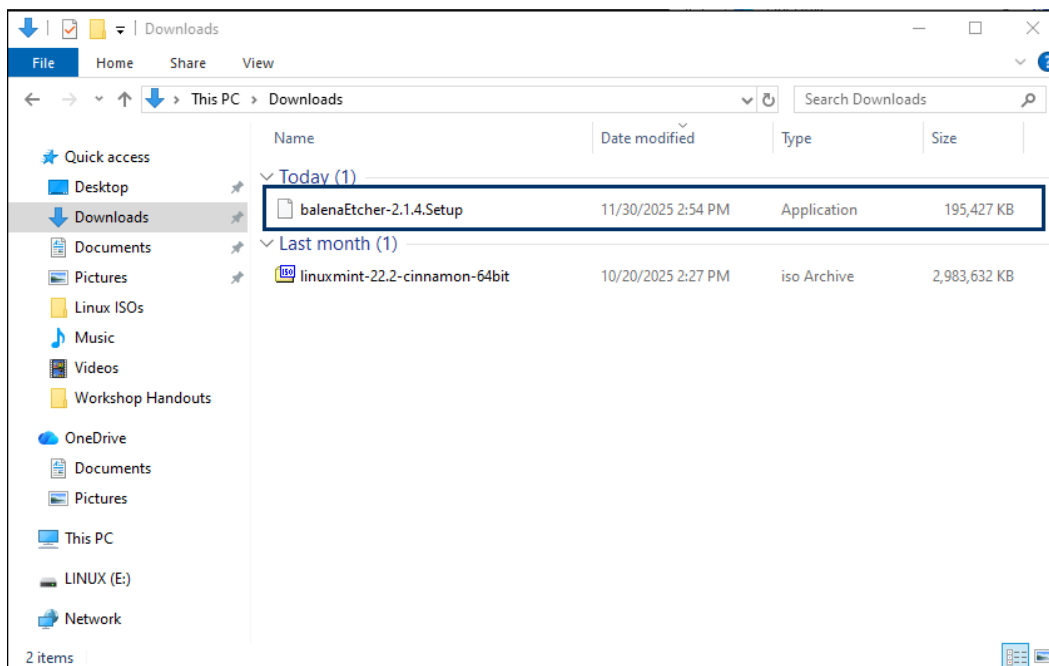 Downloads
File Home Share View
This PC > Downloads
Search Downloads
Name Date modified Type Size
Quick access
Desktop
Downloads
Documents
Pictures
Linux ISOs
Music
Videos
Workshop Handouts
OneDrive
Documents
Pictures
This PC
LINUX (E:)
Network
Today (1)
balenaEtcher-2.1.4.Setup 11/30/2025 2:54 PM Application 195,427 KB
Last month (1)
ISO
linuxmint-22.2-cinnamon-64bit 10/20/2025 2:27 PM iso Archive 2,983,632 KB
2 items